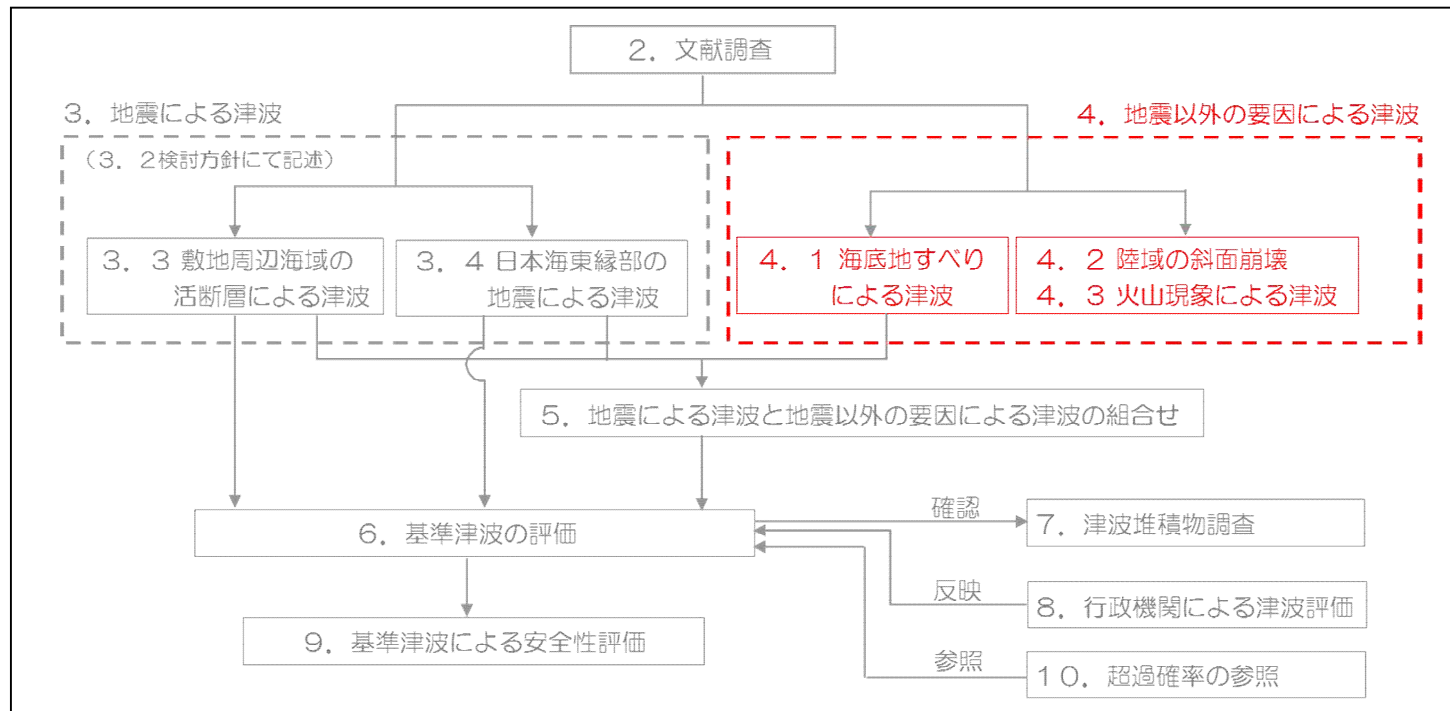 ２．文献調査
３．地震による津波
４．地震以外の要因による津波
（３．２検討方針にて記述）
３．３ 敷地周辺海域の
活断層による津波
３．４ 日本海東縁部の
地震による津波
４．１ 海底地すべり
による津波
４．２ 陸域の斜面崩壊
４．３ 火山現象による津波
５．地震による津波と地震以外の要因による津波の組合せ
６．基準津波の評価
確認
７．津波堆積物調査
反映
８．行政機関による津波評価
９．基準津波による安全性評価
参照
１０．超過確率の参照